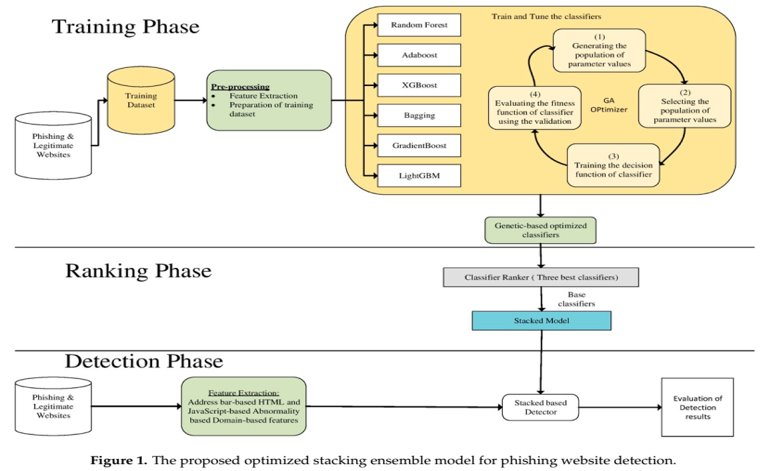 Training Phase
Train and Tune the classifiers
Random Forest
Adaboost
XGBoost
Bagging
GradientBoost
LightGBM
(1)
Generating the
population of
parameter values
(2)
Selecting the
population of
parameter values
(3)
Training the decision
function of classifier
(4)
Evaluating the fitness
function of classifier
using the validation
GA
OPtimizer
Phishing &
Legitimate
Websites
Training
Dataset
Pre-processing
• Feature Extraction
• Preparation of training
dataset
Genetic-based optimized
classifiers
Ranking Phase
Classifier Ranker ( Three best classifiers)
Base
classifiers
Stacked Model
Detection Phase
Phishing &
Legitimate
Websites
Feature Extraction:
Address bar-based HTML and
JavaScript-based Abnormality
based Domain-based features
Stacked based
Detector
Evaluation of
Detection
results
Figure 1. The proposed optimized stacking ensemble model for phishing website detection.